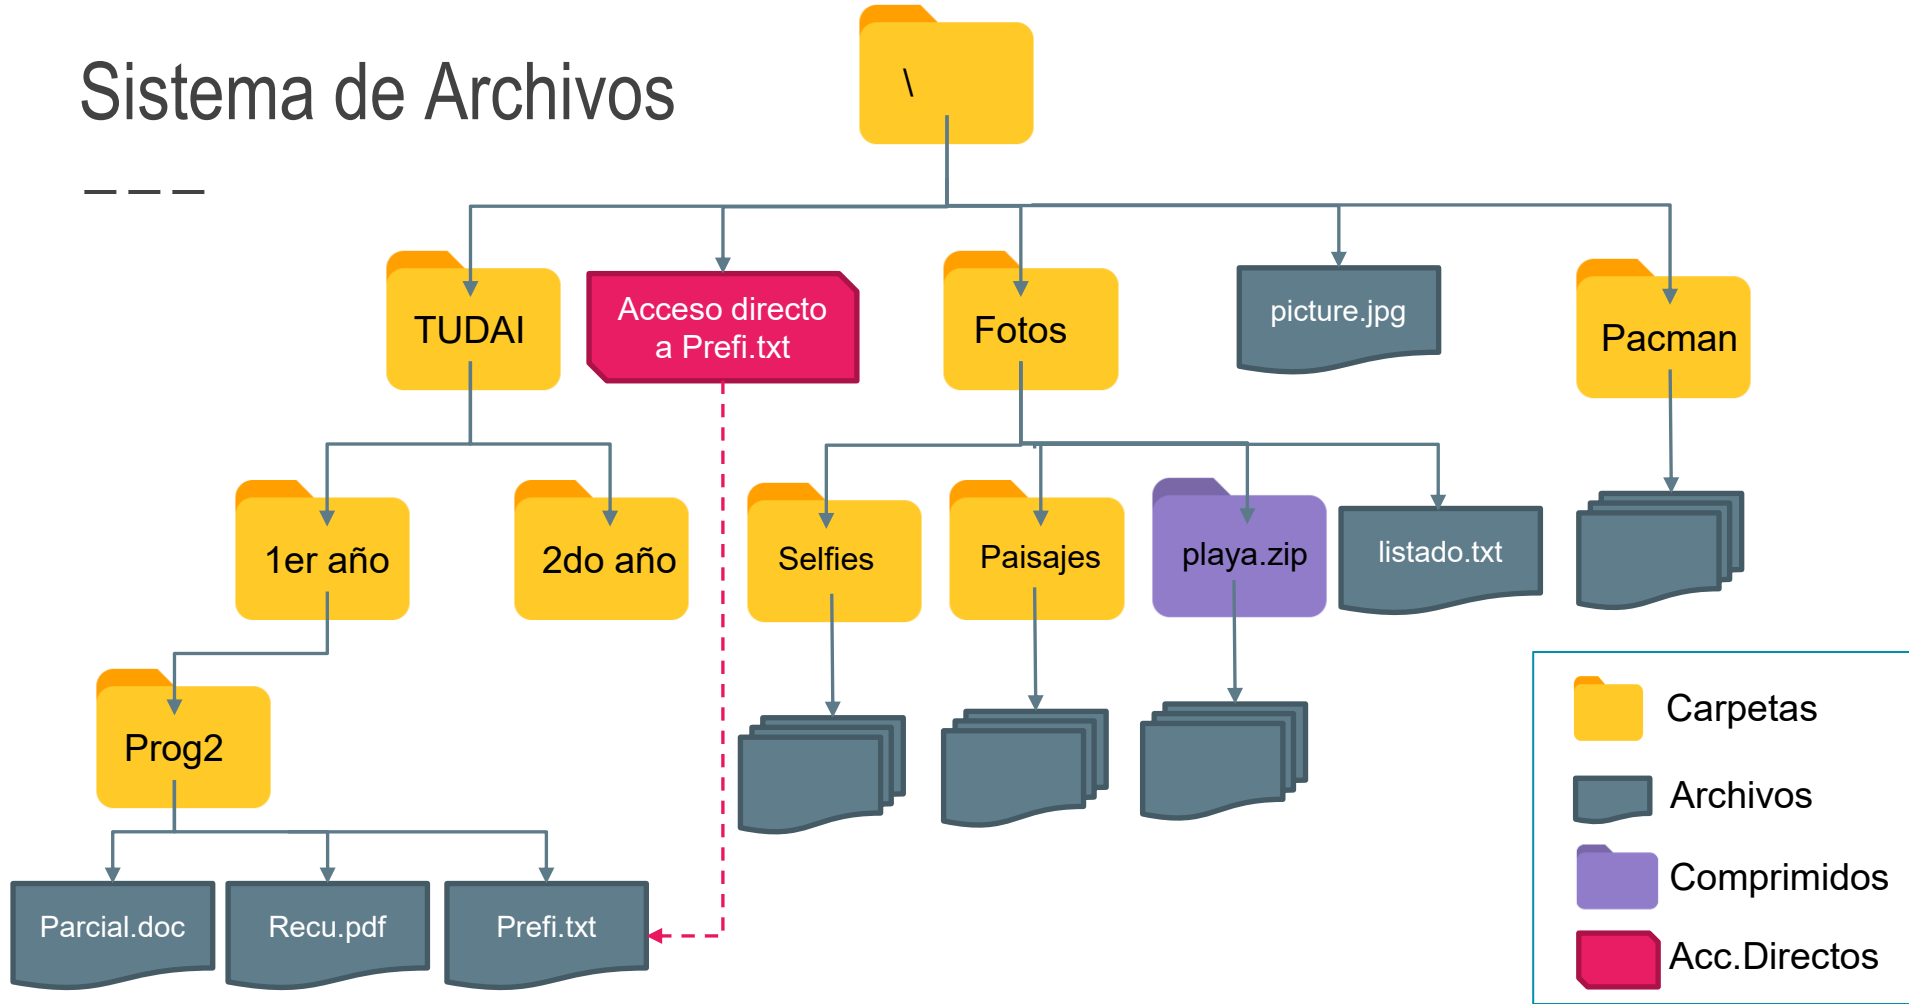 Sistema de Archivos
\
TUDAI
Acceso directo
a Prefi.txt
Fotos
picture.jpg
Pacman
1er año
2do año
Selfies
Paisajes
playa.zip
listado.txt
Prog2
Parcial.doc
Recu.pdf
Prefi.txt
Carpetas
Archivos
Comprimidos
Acc.Directos